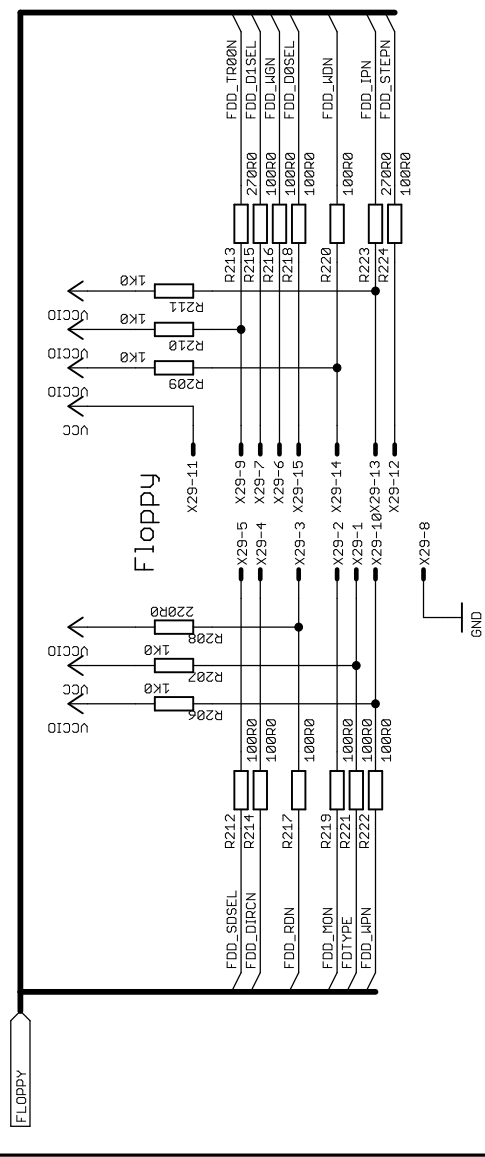 FDD_TR00N
FDD_D1SEL
FDD_WGN
FDD_D0SEL
FDD_WDN
FDD_IPN
FDD_STEPN
270R0
100R0
100R0
100R0
100R0
270R0
100R0
R213
R215
R216
R218
R220
R223
R224
1K0
R211
VCCIO
1K0
R210
VCCIO
1K0
R209
VCCIO
VCC
X29-11
X29-9
X29-7
X29-6
X29-15
X29-14
X29-13
X29-12
Floppy
X29-5
X29-4
X29-3
X29-2
X29-1
X29-10
X29-8
GND
220R0
R208
VCCIO
1K0
R207
VCC
1K0
R206
VCCIO
100R0
100R0
100R0
100R0
100R0
100R0
R212
R214
R217
R219
R221
R222
FDD_SDSEL
FDD_DIRCN
FDD_RDN
FDD_MON
FDTYPE
FDD_WPN
FLOPPY